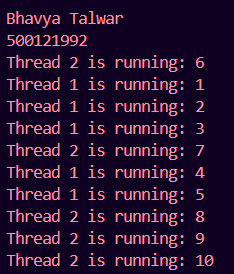 Bhavya Talwar
500121992
Thread 2 is running: 6
Thread 1 is running: 1
Thread 1 is running: 2
Thread 1 is running: 3
Thread 2 is running: 7
Thread 1 is running: 4
Thread 1 is running: 5
Thread 2 is running: 8
Thread 2 is running: 9
Thread 2 is running: 10